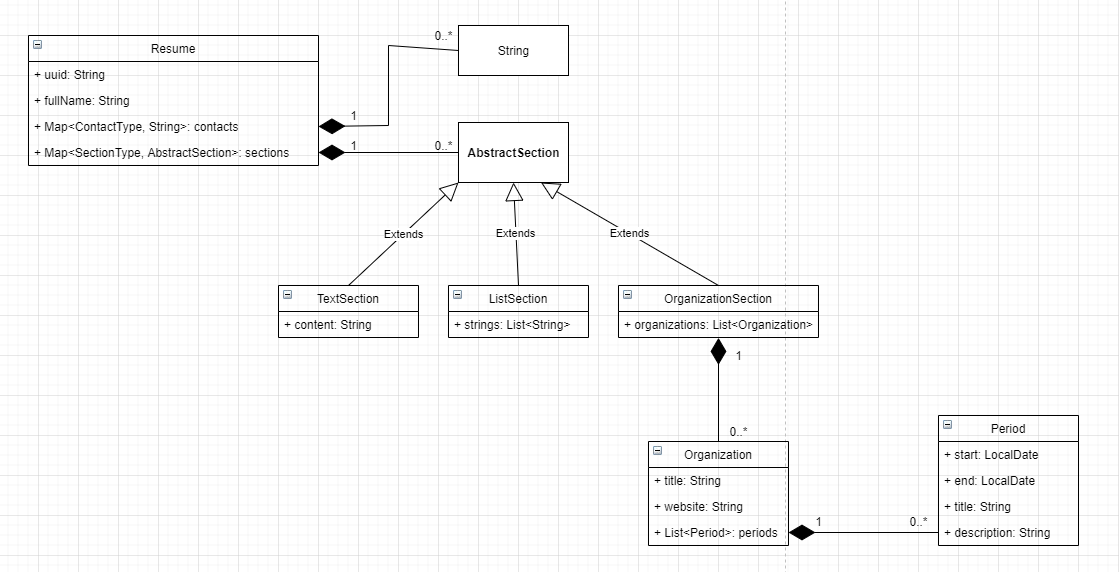 Resume
+ uuid: String
+ fullName: String
+ Map<ContactType, String>: contacts
+ Map<SectionType, AbstractSection>: sections
1
0..*
String
1
0..*
AbstractSection
Extends
Extends
Extends
TextSection
+ content: String
ListSection
+ strings: List<String>
OrganizationSection
+ organizations: List<Organization>
1
0..*
Organization
+ title: String
+ website: String
+ List<Period>: periods
1
0..*
Period
+ start: LocalDate
+ end: LocalDate
+ title: String
+ description: String